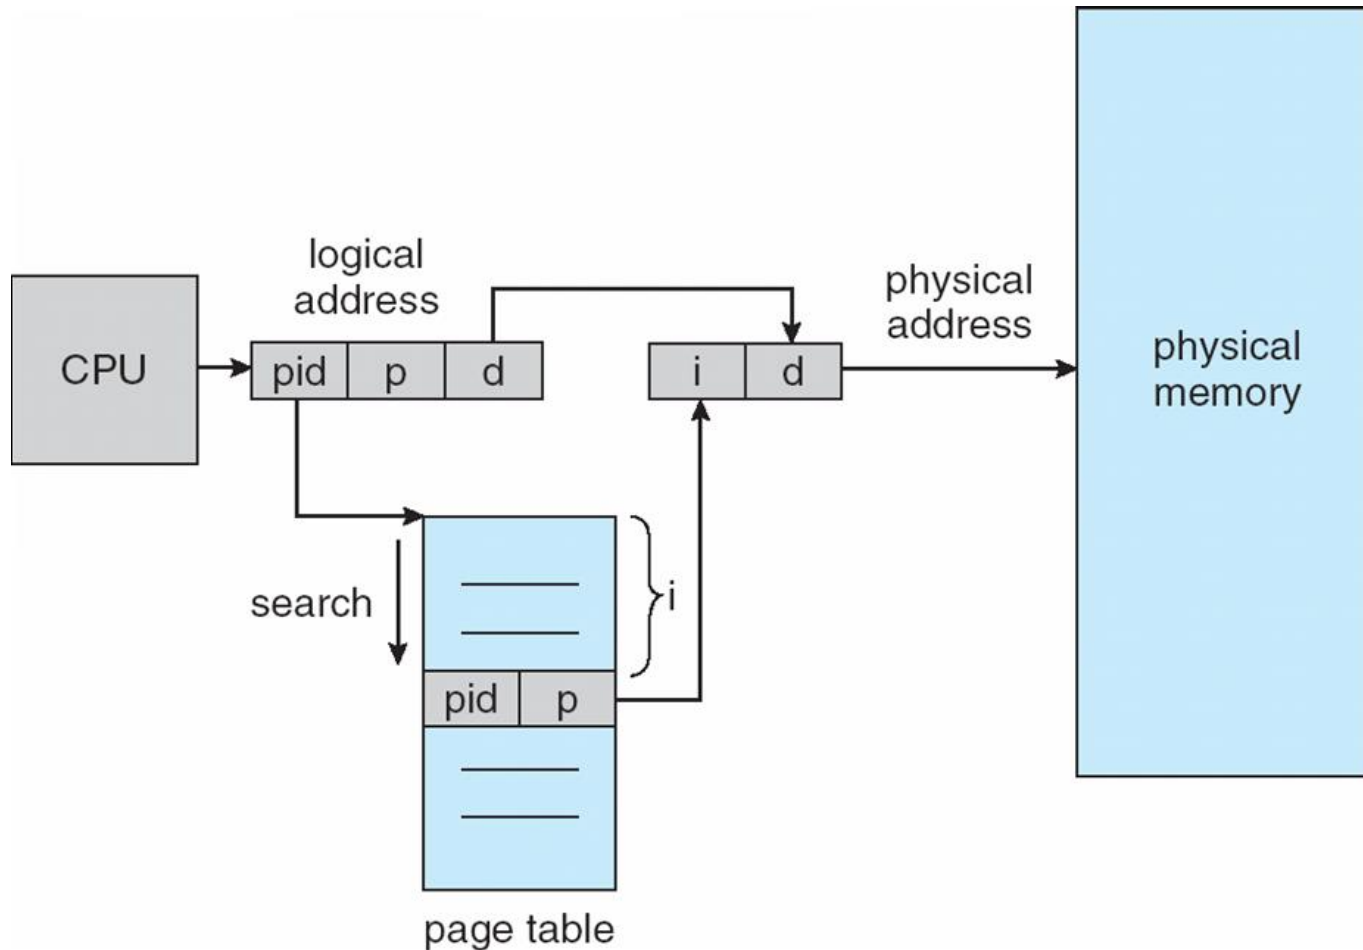 logical
address
physical
address
CPU
pid
p
d
i
d
physical
memory
search
i
pid
p
page table